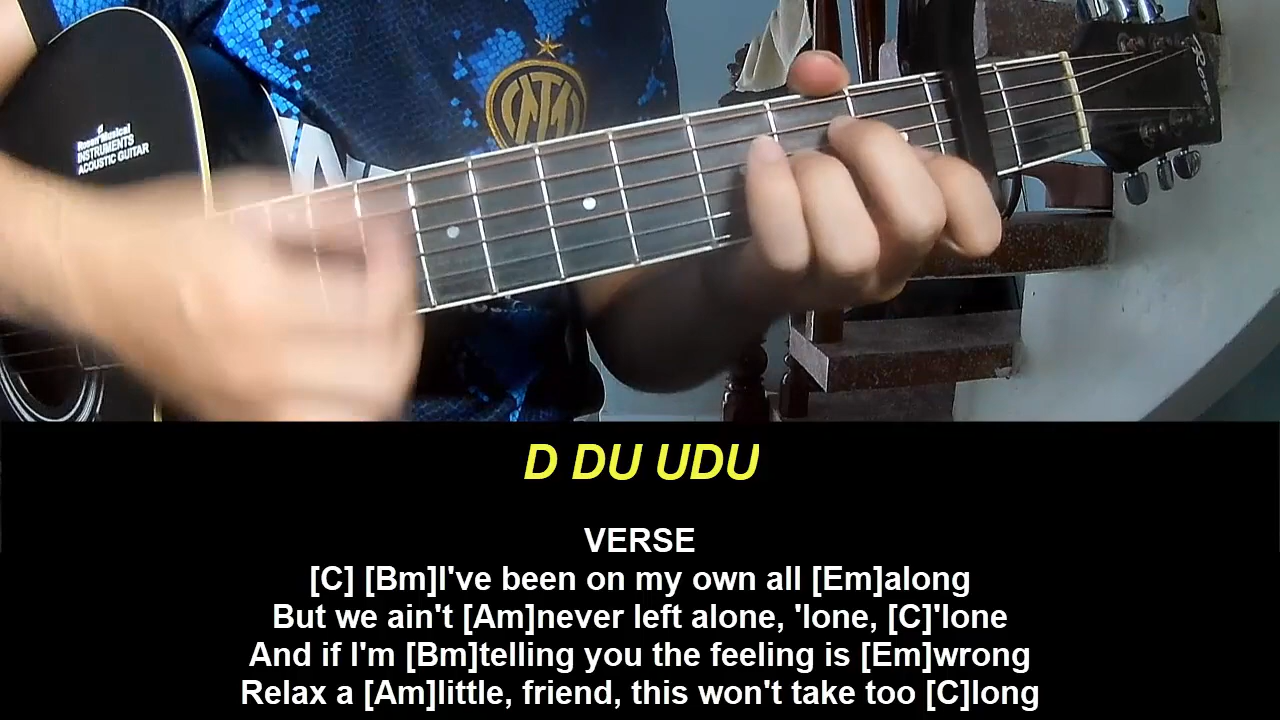 INSTRUMENTS
ACOUSTIC GUITAR
D DU UDU
VERSE
[C] [Bm]I've been on my own all [Em]along
But we ain't [Am]never left alone, 'lone, [C]'lone
And if I'm [Bm]telling you the feeling is [Em]wrong
Relax a [Am]little, friend, this won't take too [C]long